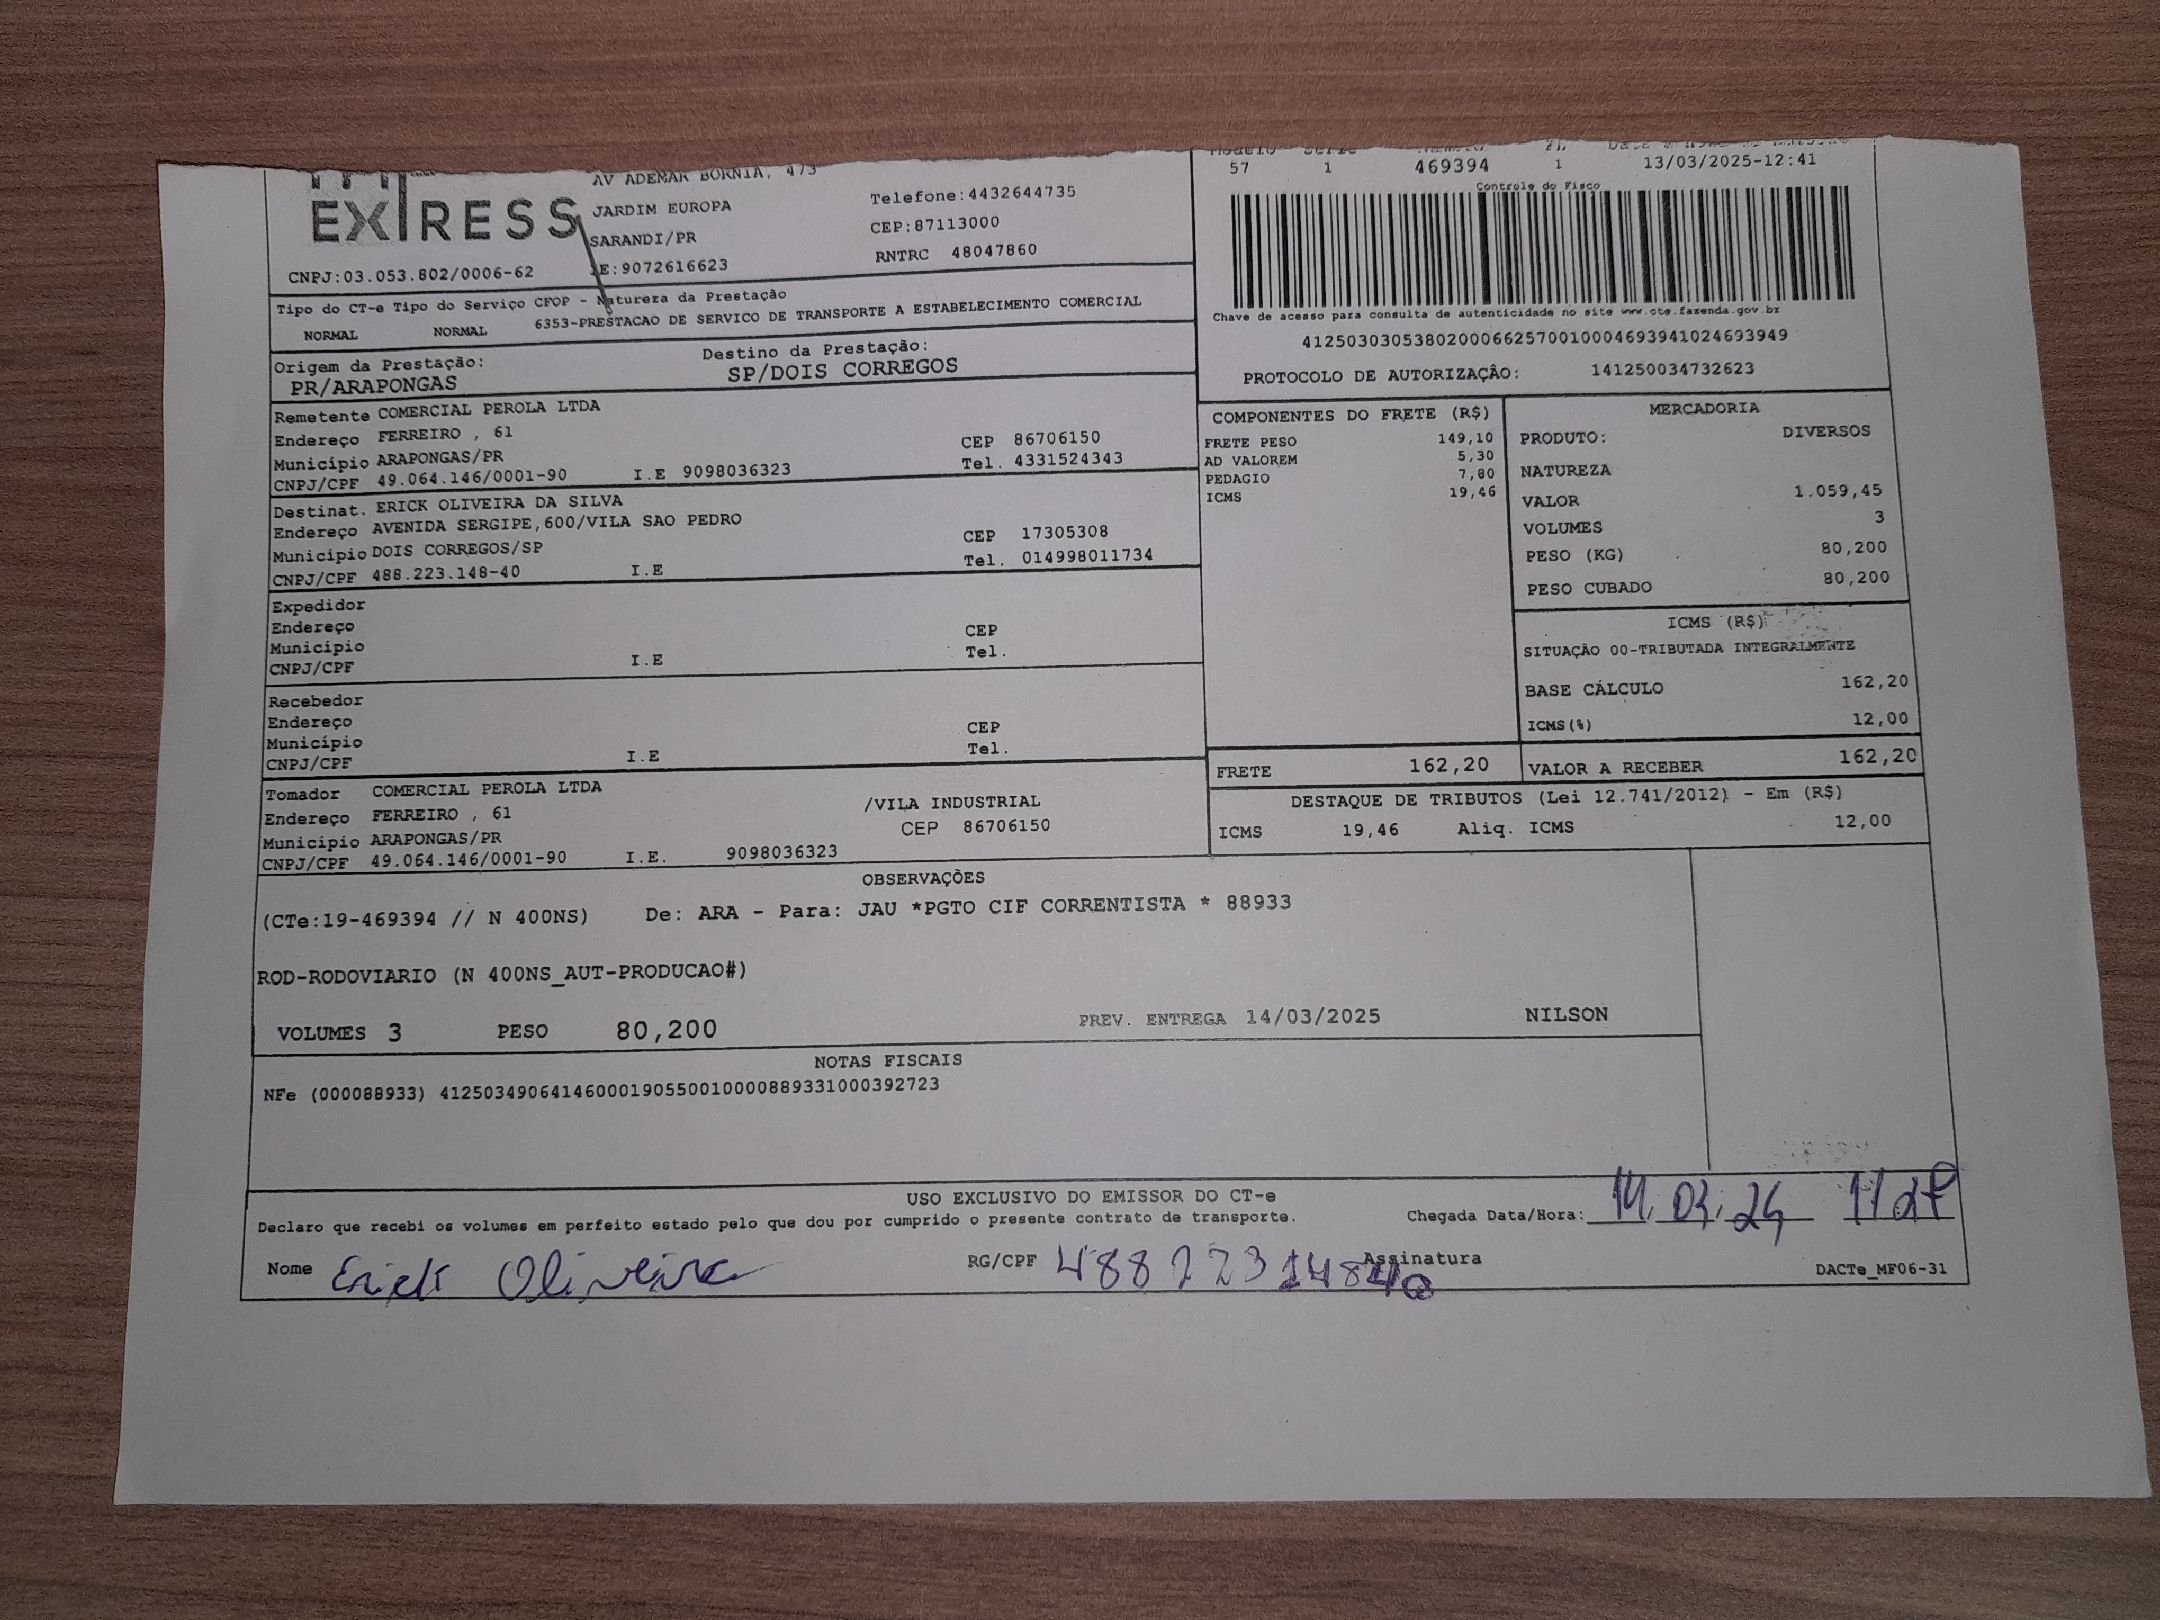 EXPRESS
AV ADEMAR BORNIA, 473
JARDIM EUROPA
SARANDI/PR
IE:9072616623
Telefone:4432644735
CEP:87113000
RNTRC 48047860
CNPJ:03.053.802/0006-62
57 1 469394 1 13/03/2025-12:41
Controle do Fisco
Chave de acesso para consulta de autenticidade no site www.cte.fazenda.gov.br
41250303053802000662570010004693941024693949
PROTOCOLO DE AUTORIZAÇÃO: 141250034732623
Tipo do CT-e Tipo do Serviço CFOP - Natureza da Prestação
NORMAL NORMAL 6353-PRESTACAO DE SERVICO DE TRANSPORTE A ESTABELECIMENTO COMERCIAL
Origem da Prestação: Destino da Prestação:
PR/ARAPONGAS SP/DOIS CORREGOS
Remetente COMERCIAL PEROLA LTDA
Endereço FERREIRO , 61 CEP 86706150
Município ARAPONGAS/PR Tel. 4331524343
CNPJ/CPF 49.064.146/0001-90 I.E 9098036323
Destinat. ERICK OLIVEIRA DA SILVA
Endereço AVENIDA SERGIPE,600/VILA SAO PEDRO CEP 17305308
Município DOIS CORREGOS/SP Tel. 014998011734
CNPJ/CPF 488.223.148-40 I.E
Expedidor
Endereço CEP
Município Tel.
CNPJ/CPF I.E
Recebedor
Endereço CEP
Município Tel.
CNPJ/CPF I.E
Tomador COMERCIAL PEROLA LTDA
Endereço FERREIRO , 61 /VILA INDUSTRIAL
Município ARAPONGAS/PR CEP 86706150
CNPJ/CPF 49.064.146/0001-90 I.E. 9098036323
COMPONENTES DO FRETE (R$)
FRETE PESO 149,10
AD VALOREM 5,30
PEDAGIO 7,80
ICMS 19,46
MERCADORIA
PRODUTO: DIVERSOS
NATUREZA
VALOR 1.059,45
VOLUMES 3
PESO (KG) 80,200
PESO CUBADO 80,200
ICMS (R$)
SITUAÇÃO 00-TRIBUTADA INTEGRALMENTE
BASE CÁLCULO 162,20
ICMS(%) 12,00
FRETE 162,20 VALOR A RECEBER 162,20
DESTAQUE DE TRIBUTOS (Lei 12.741/2012) - Em (R$)
ICMS 19,46 Aliq. ICMS 12,00
OBSERVAÇÕES
(CTe:19-469394 // N 400NS) De: ARA - Para: JAU *PGTO CIF CORRENTISTA * 88933
ROD-RODOVIARIO (N 400NS_AUT-PRODUCAO#)
VOLUMES 3 PESO 80,200 PREV. ENTREGA 14/03/2025 NILSON
NOTAS FISCAIS
NFe (000088933) 41250349064146000190550010000889331000392723
USO EXCLUSIVO DO EMISSOR DO CT-e
Declaro que recebi os volumes em perfeito estado pelo que dou por cumprido o presente contrato de transporte. Chegada Data/Hora: 14.03.24
Nome Erick Oliveira RG/CPF 48822314840 Assinatura DACTe_MF06-31